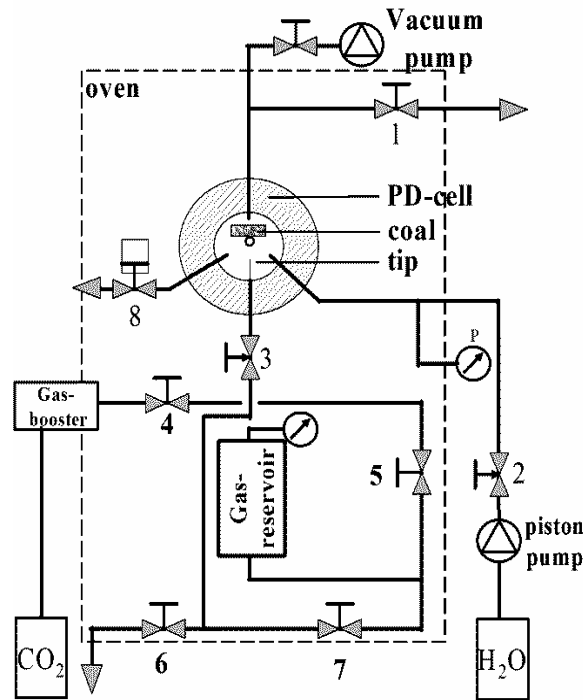 Vacuum
pump
oven
1
PD-cell
coal
tip
8
P
3
Gas-
booster
4
Gas-
reservoir
5
2
piston
pump
CO2
6
7
H2O